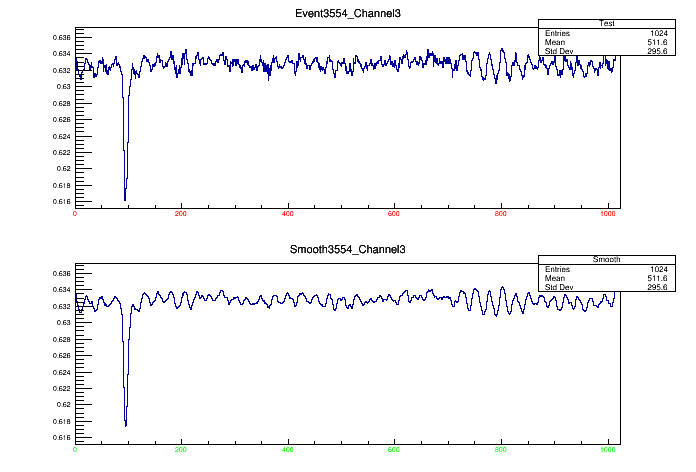 Event3554_Channel3
Test
Entries 1024
Mean 511.6
Std Dev 295.6
0.636
0.634
0.632
0.63
0.628
0.626
0.624
0.622
0.62
0.618
0.616
0 200 400 600 800 1000
Smooth3554_Channel3
Smooth
Entries 1024
Mean 511.6
Std Dev 295.6
0.636
0.634
0.632
0.63
0.628
0.626
0.624
0.622
0.62
0.618
0.616
0 200 400 600 800 1000